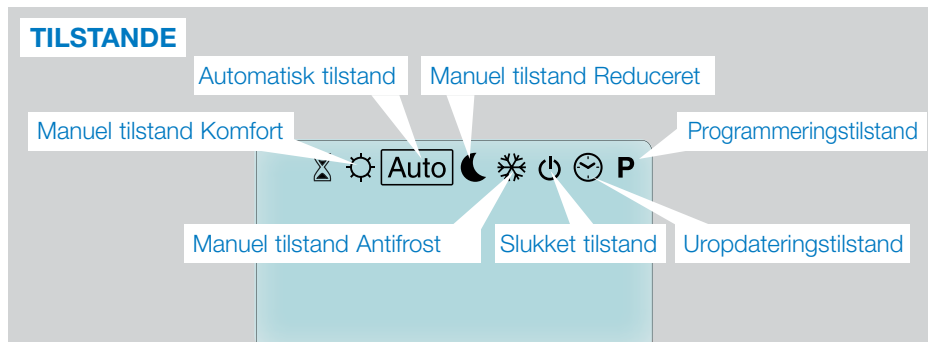 TILSTANDE
Automatisk tilstand
Manuel tilstand Reduceret
Manuel tilstand Komfort
Programmeringstilstand
Auto
P
Manuel tilstand Antifrost
Slukket tilstand
Uropdateringstilstand